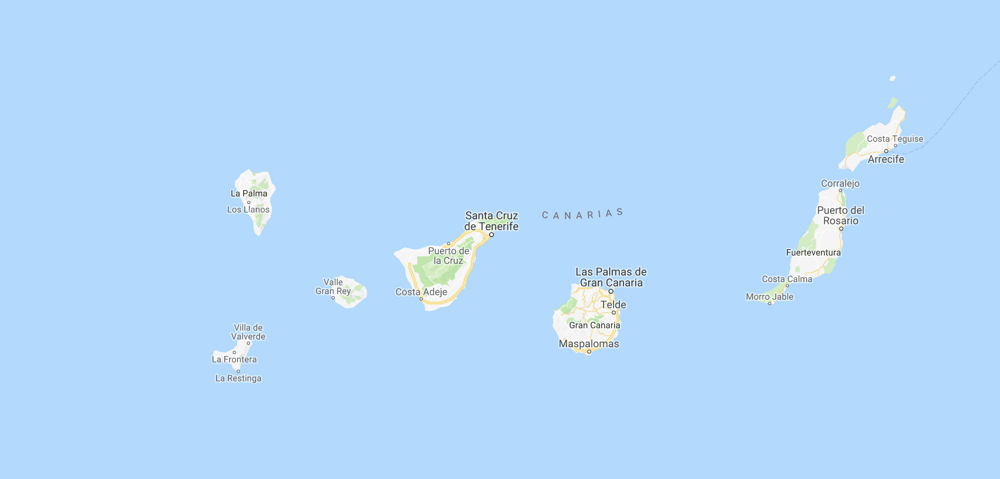 Costa Teguise
Arrecife
Corralejo
La Palma
Los Llanos
CANARIAS
Santa Cruz
de Tenerife
Puerto del
Rosario
Puerto de
la Cruz
Fuerteventura
Las Palmas de
Gran Canaria
Costa Calma
Valle
Gran Rey
Costa Adeje
Morro Jable
Telde
Gran Canaria
Villa de
Valverde
Maspalomas
La Frontera
La Restinga